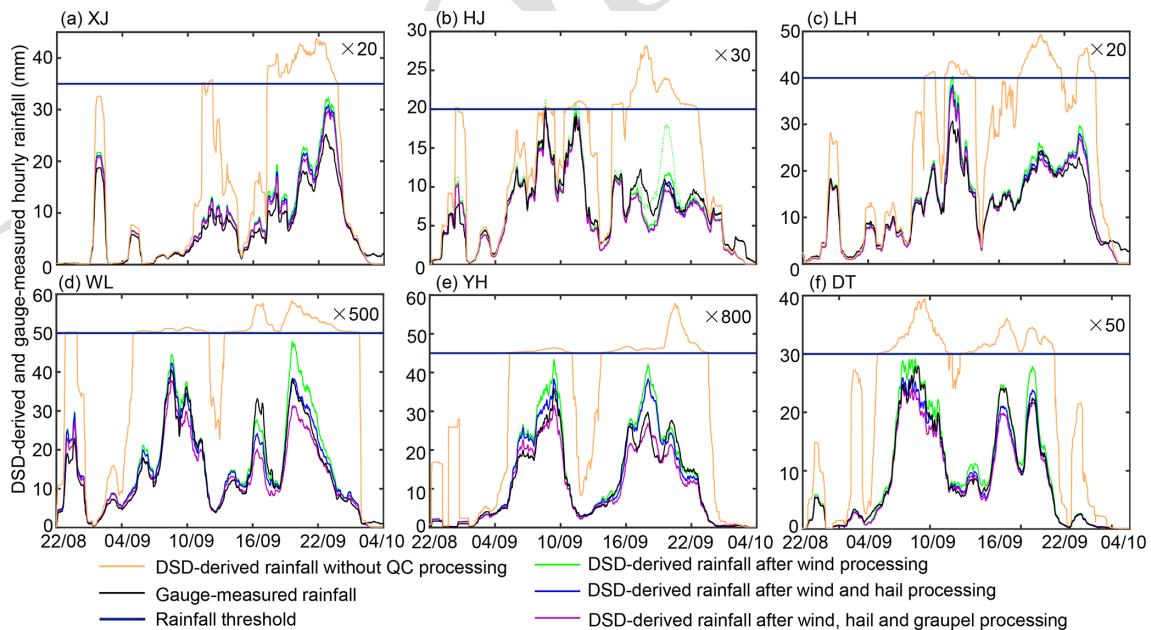 (a) XJ
(b) HJ
(c) LH
×20
×30
×20
40
30
20
10
0
30
25
20
15
10
5
0
50
40
30
20
10
0
DSD-derived and gauge-measured hourly rainfall (mm)
(d) WL
(e) YH
(f) DT
×500
×800
×50
60
50
40
30
20
10
0
60
50
40
30
20
10
0
40
30
20
10
0
22/08 04/09 10/09 16/09 22/09 04/10
22/08 04/09 10/09 16/09 22/09 04/10
22/08 04/09 10/09 16/09 22/09 04/10
DSD-derived rainfall without QC processing
Gauge-measured rainfall
Rainfall threshold
DSD-derived rainfall after wind processing
DSD-derived rainfall after wind and hail processing
DSD-derived rainfall after wind, hail and graupel processing